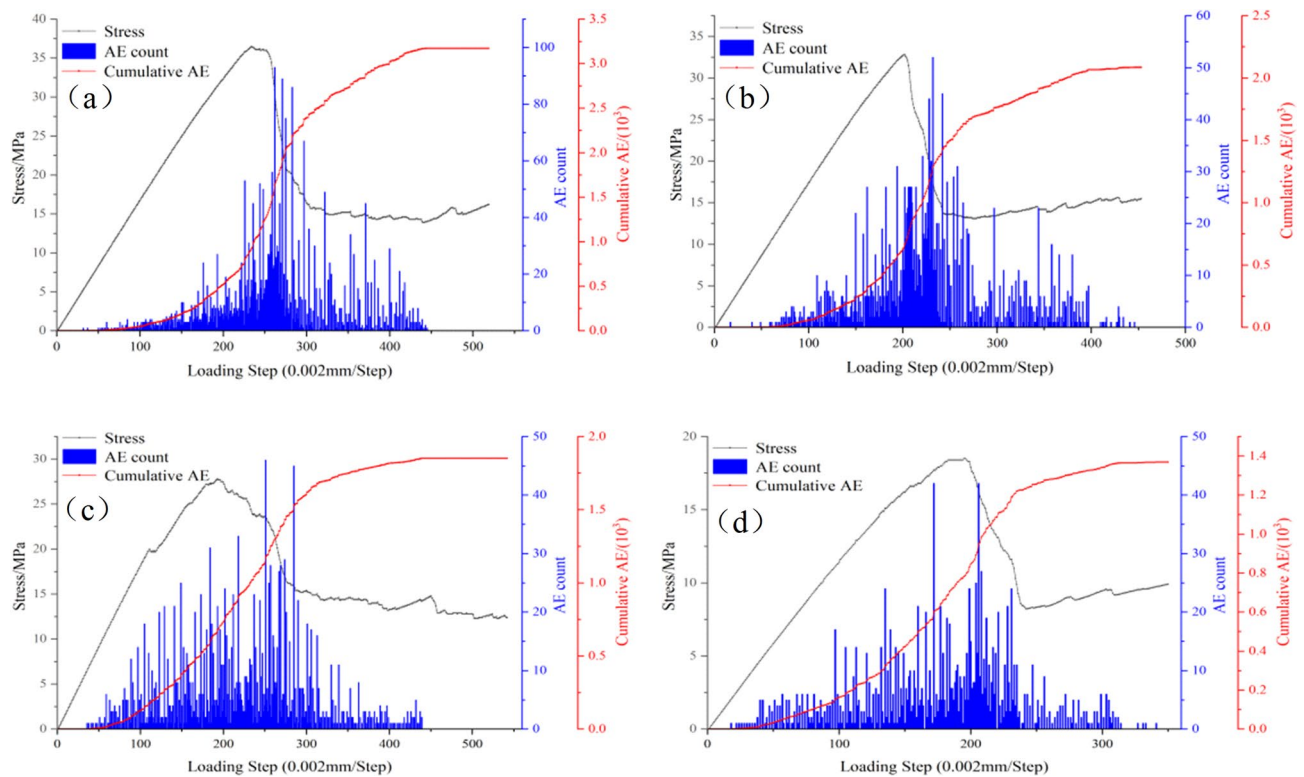 Stress
AE count
Cumulative AE
（a）
40
35
30
25
20
15
10
5
0
Stress/MPa
0 100 200 300 400 500
Loading Step (0.002mm/Step)
100
80
60
40
20
0
AE count
3.5
3.0
2.5
2.0
1.5
1.0
0.5
0.0
Cumulative AE/(10³)
Stress
AE count
Cumulative AE
（b）
35
30
25
20
15
10
5
0
Stress/MPa
0 100 200 300 400 500
Loading Step (0.002mm/Step)
60
50
40
30
20
10
0
AE count
2.5
2.0
1.5
1.0
0.5
0.0
Cumulative AE/(10³)
Stress
AE count
Cumulative AE
（c）
30
25
20
15
10
5
0
Stress/MPa
0 100 200 300 400 500
Loading Step (0.002mm/Step)
50
40
30
20
10
0
AE count
2.0
1.5
1.0
0.5
0.0
Cumulative AE/(10³)
Stress
AE count
Cumulative AE
（d）
20
15
10
5
0
Stress/MPa
0 100 200 300
Loading Step (0.002mm/Step)
50
40
30
20
10
0
AE count
1.4
1.2
1.0
0.8
0.6
0.4
0.2
0.0
Cumulative AE/(10³)